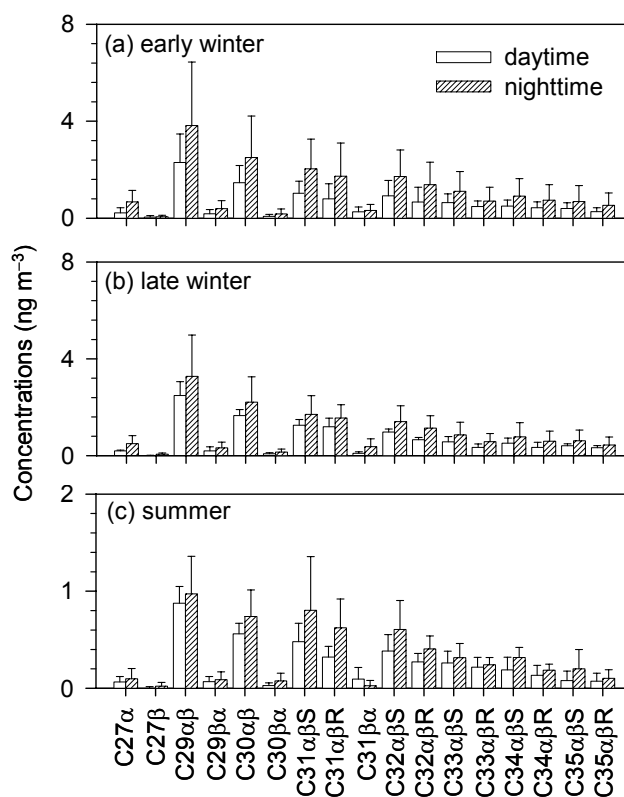 (a) early winter
daytime
nighttime
8
4
0
(b) late winter
8
4
0
(c) summer
2
1
0
Concentrations (ng m⁻³)
C27α
C27β
C29αβ
C29βα
C30αβ
C30βα
C31αβS
C31αβR
C31βα
C32αβS
C32αβR
C33αβS
C33αβR
C34αβS
C34αβR
C35αβS
C35αβR